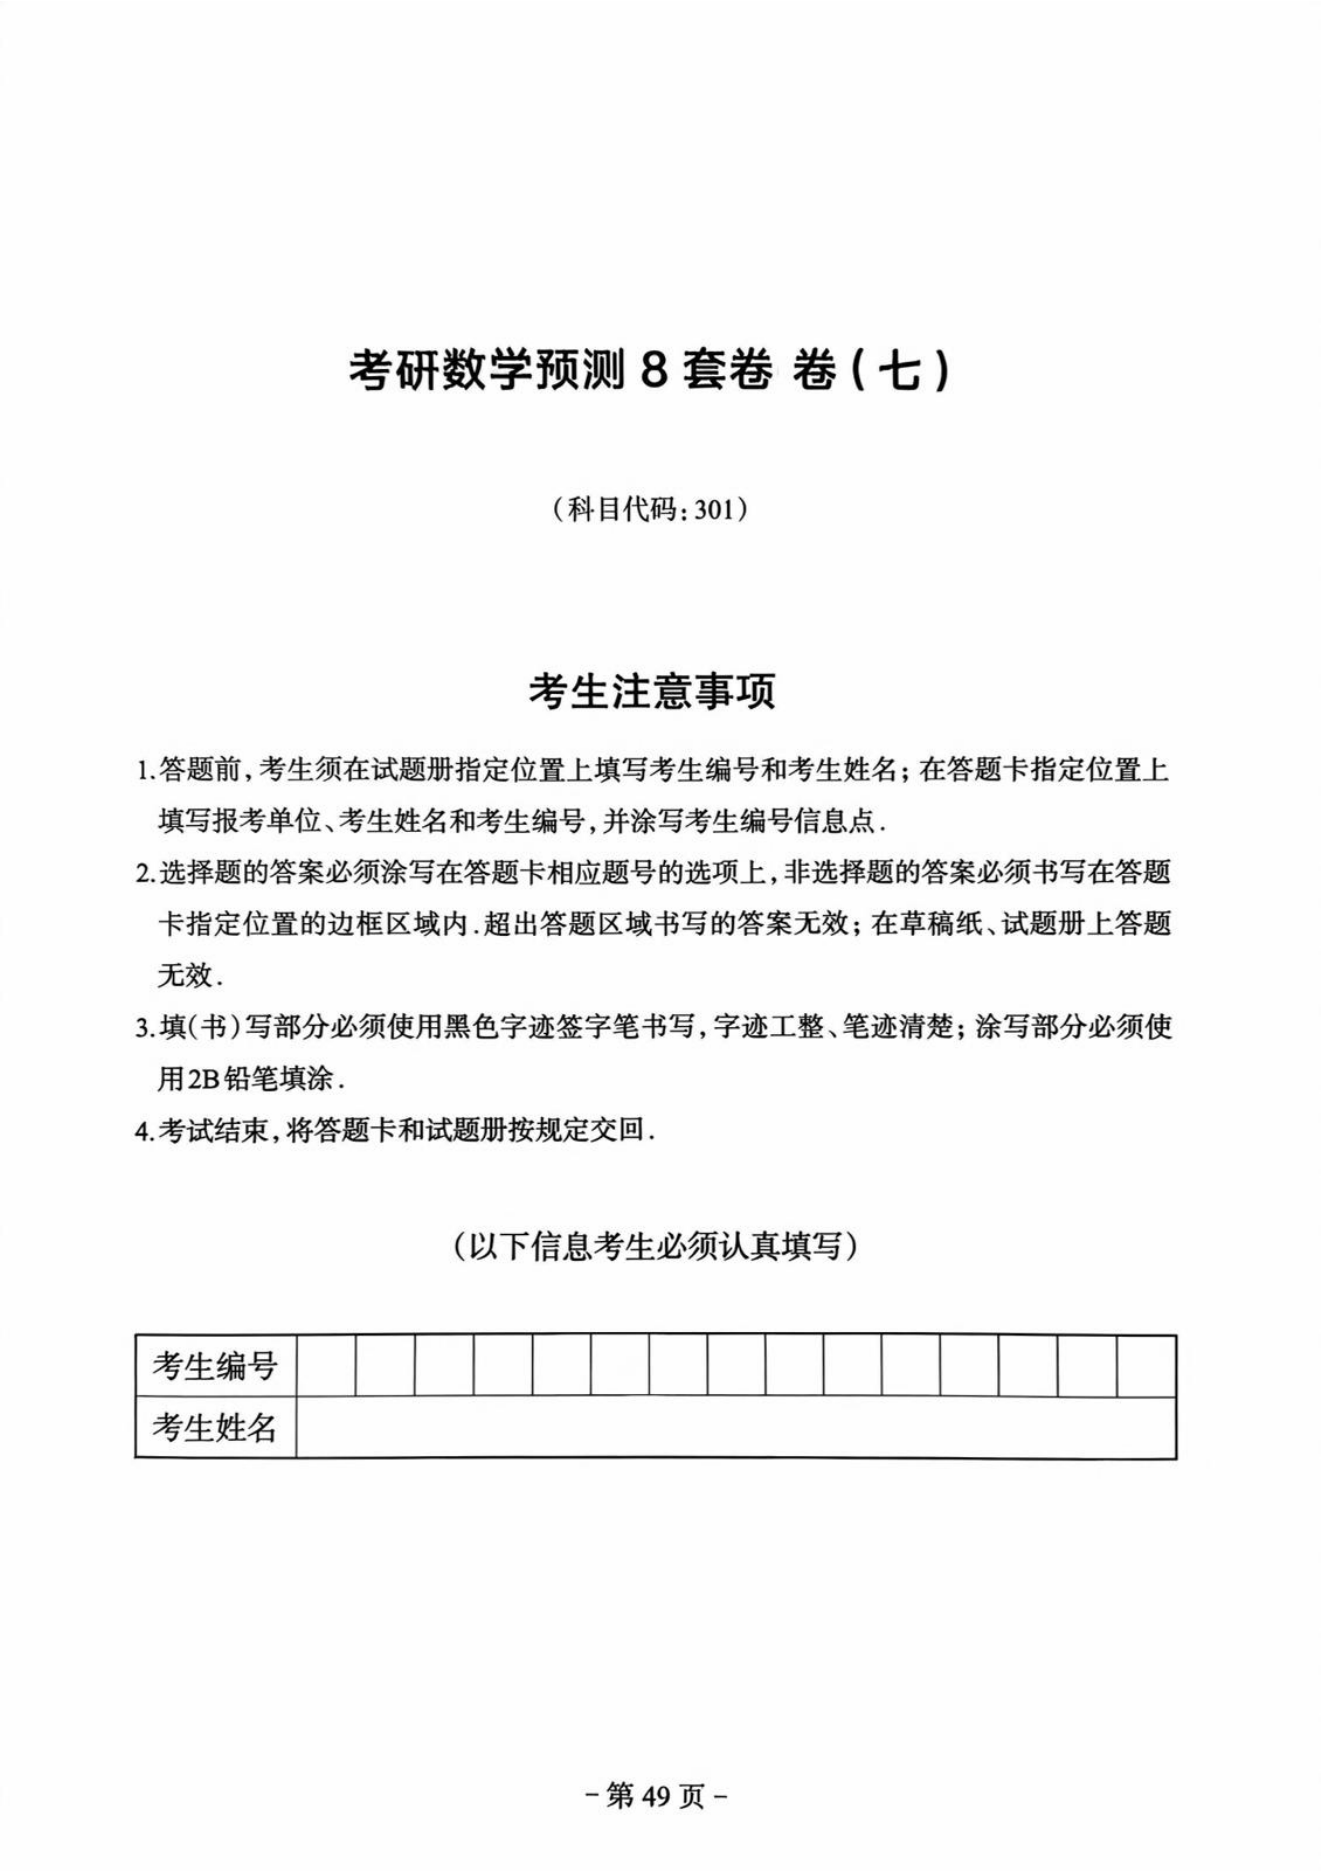 考研数学预测 8 套卷 卷(七)
(科目代码:301)
考生注意事项
1.答题前,考生须在试题册指定位置上填写考生编号和考生姓名;在答题卡指定位置上
填写报考单位、考生姓名和考生编号,并涂写考生编号信息点.
2.选择题的答案必须涂写在答题卡相应题号的选项上,非选择题的答案必须书写在答题
卡指定位置的边框区域内.超出答题区域书写的答案无效;在草稿纸、试题册上答题
无效.
3.填(书)写部分必须使用黑色字迹签字笔书写,字迹工整、笔迹清楚;涂写部分必须使
用2B铅笔填涂.
4.考试结束,将答题卡和试题册按规定交回.
(以下信息考生必须认真填写)
考生编号
考生姓名
- 第 49 页 -